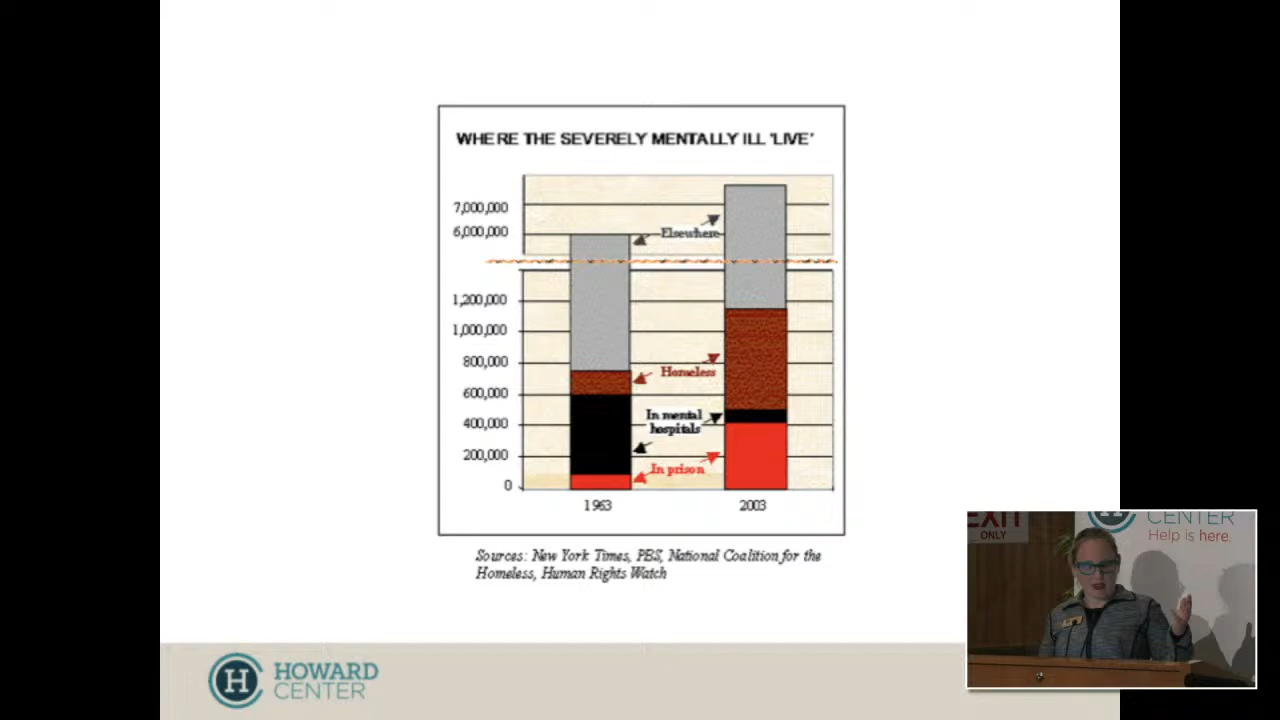 WHERE THE SEVERELY MENTALLY ILL 'LIVE'
7,000,000
6,000,000
Elsewhere
1,200,000
1,000,000
800,000
Homeless
600,000
In mental
hospitals
400,000
200,000
In prison
0
1963
2003
Sources: New York Times, PBS, National Coalition for the
Homeless, Human Rights Watch
H HOWARD
CENTER
EXIT
ONLY
CENTER
Help is here.